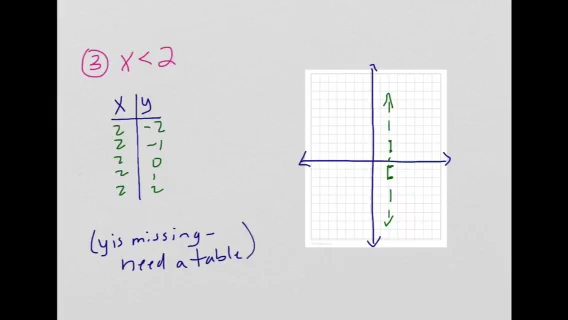 ③ x < 2
x y
2 -2
2 -1
2 0
2 1
2 2
(y is missing -
need a table)